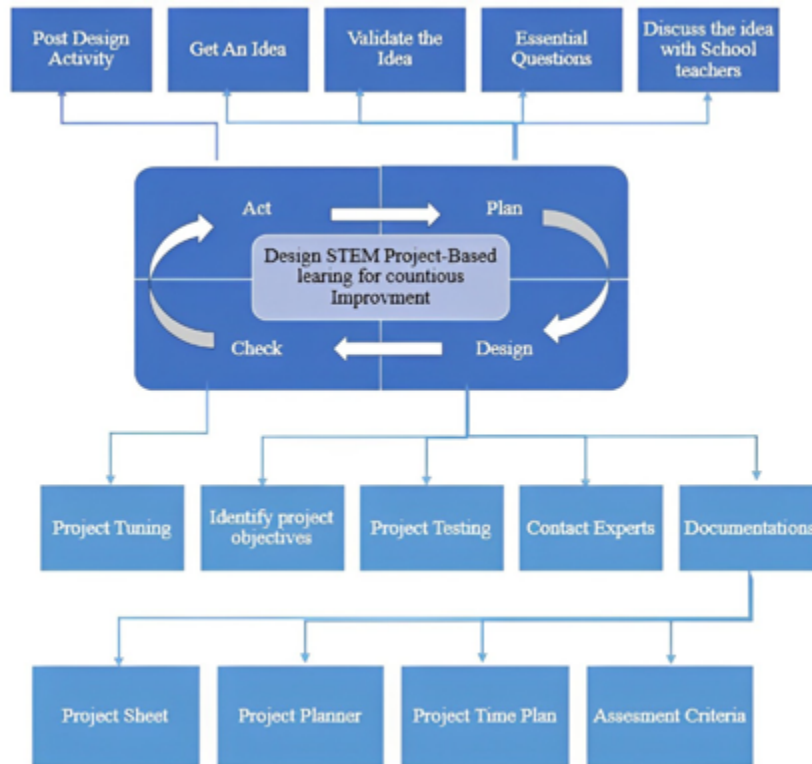 Post Design
Activity
Get An Idea
Validate the
Idea
Essential
Questions
Discuss the idea
with School
teachers
Act
Plan
Design STEM Project-Based
learing for countious
Improvment
Check
Design
Project Tuning
Identify project
objectives
Project Testing
Contact Experts
Documentations
Project Sheet
Project Planner
Project Time Plan
Assesment Criteria